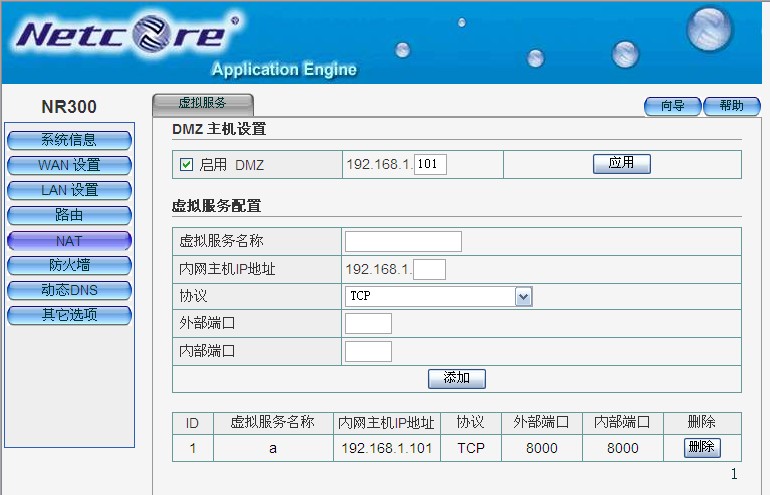 Netcore®
Application Engine
NR300
虚拟服务
向导 帮助
系统信息
WAN 设置
LAN 设置
路由
NAT
防火墙
动态DNS
其它选项
DMZ 主机设置
启用 DMZ 192.168.1.101 应用
虚拟服务配置
虚拟服务名称
内网主机IP地址 192.168.1.
协议 TCP
外部端口
内部端口
添加
ID 虚拟服务名称 内网主机IP地址 协议 外部端口 内部端口 删除
1 a 192.168.1.101 TCP 8000 8000 删除
1